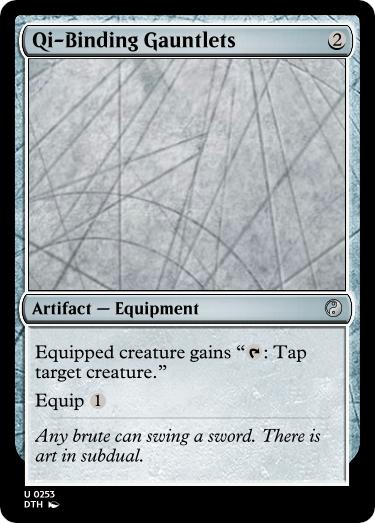 Qi-Binding Gauntlets 2
Artifact — Equipment
Equipped creature gains “: Tap
target creature.”
Equip 1
Any brute can swing a sword. There is
art in subdual.
U 0253
DTH